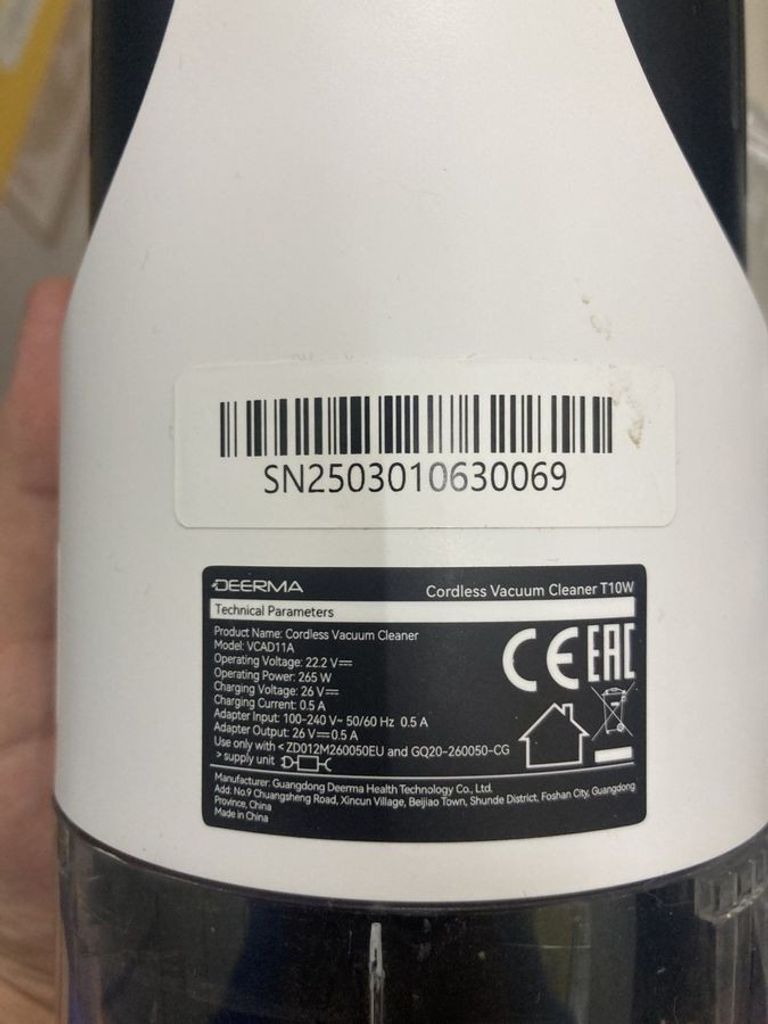 SN2503010630069
DEERMA
Cordless Vacuum Cleaner T10W
Technical Parameters
Product Name: Cordless Vacuum Cleaner
Model: VCAD11A
Operating Voltage: 22.2 V⎓
Operating Power: 265 W
Charging Voltage: 26 V⎓
Charging Current: 0.5 A
Adapter Input: 100-240 V~ 50/60 Hz 0.5 A
Adapter Output: 26 V⎓0.5 A
Use only with < ZD012M260050EU and GQ20-260050-CG
> supply unit
CE EAC
Manufacturer: Guangdong Deerma Health Technology Co., Ltd.
Add: No.9 Chuangsheng Road, Xincun Village, Beijiao Town, Shunde District, Foshan City, Guangdong
Province, China
Made in China